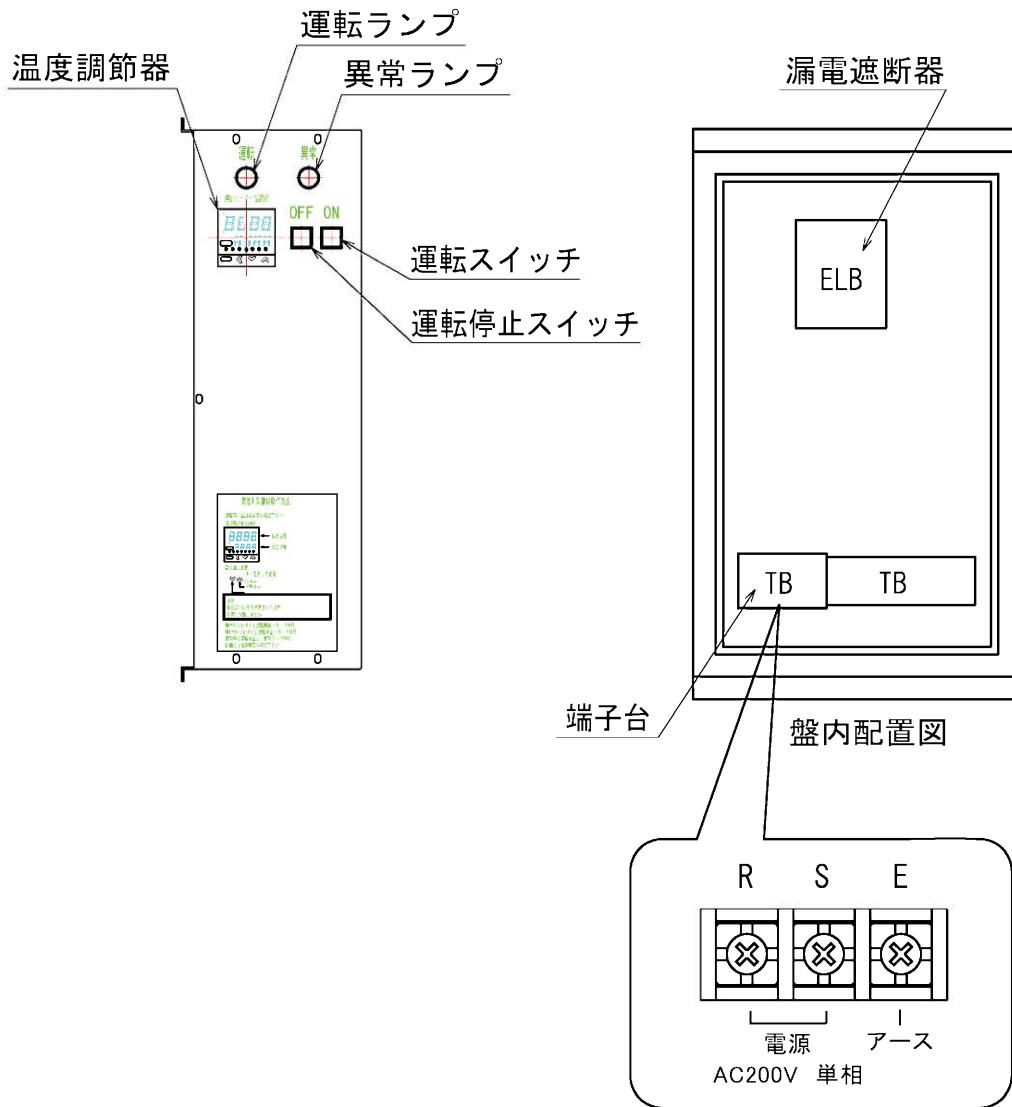 運転ランプ
温度調節器
異常ランプ
漏電遮断器
運転
異常
OFF ON
運転スイッチ
運転停止スイッチ
ELB
TB
TB
端子台
盤内配置図
R S E
電源
アース
AC200V 単相